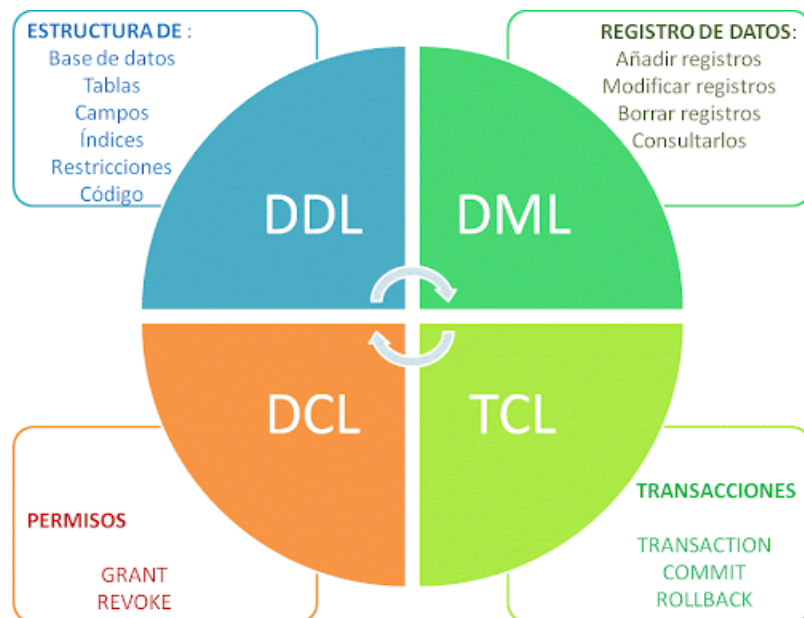 ESTRUCTURA DE :
Base de datos
Tablas
Campos
Índices
Restricciones
Código
REGISTRO DE DATOS:
Añadir registros
Modificar registros
Borrar registros
Consultarlos
DDL
DML
DCL
TCL
PERMISOS
GRANT
REVOKE
TRANSACCIONES
TRANSACTION
COMMIT
ROLLBACK